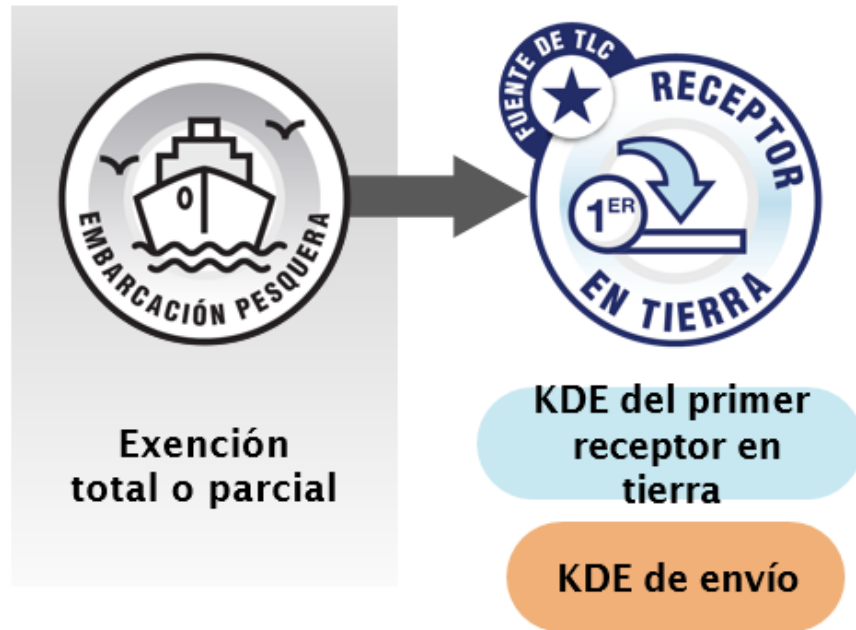 EMBARCACIÓN PESQUERA
FUENTE DE TLC
RECEPTOR
1ER
EN TIERRA
Exención
total o parcial
KDE del primer
receptor en
tierra
KDE de envío